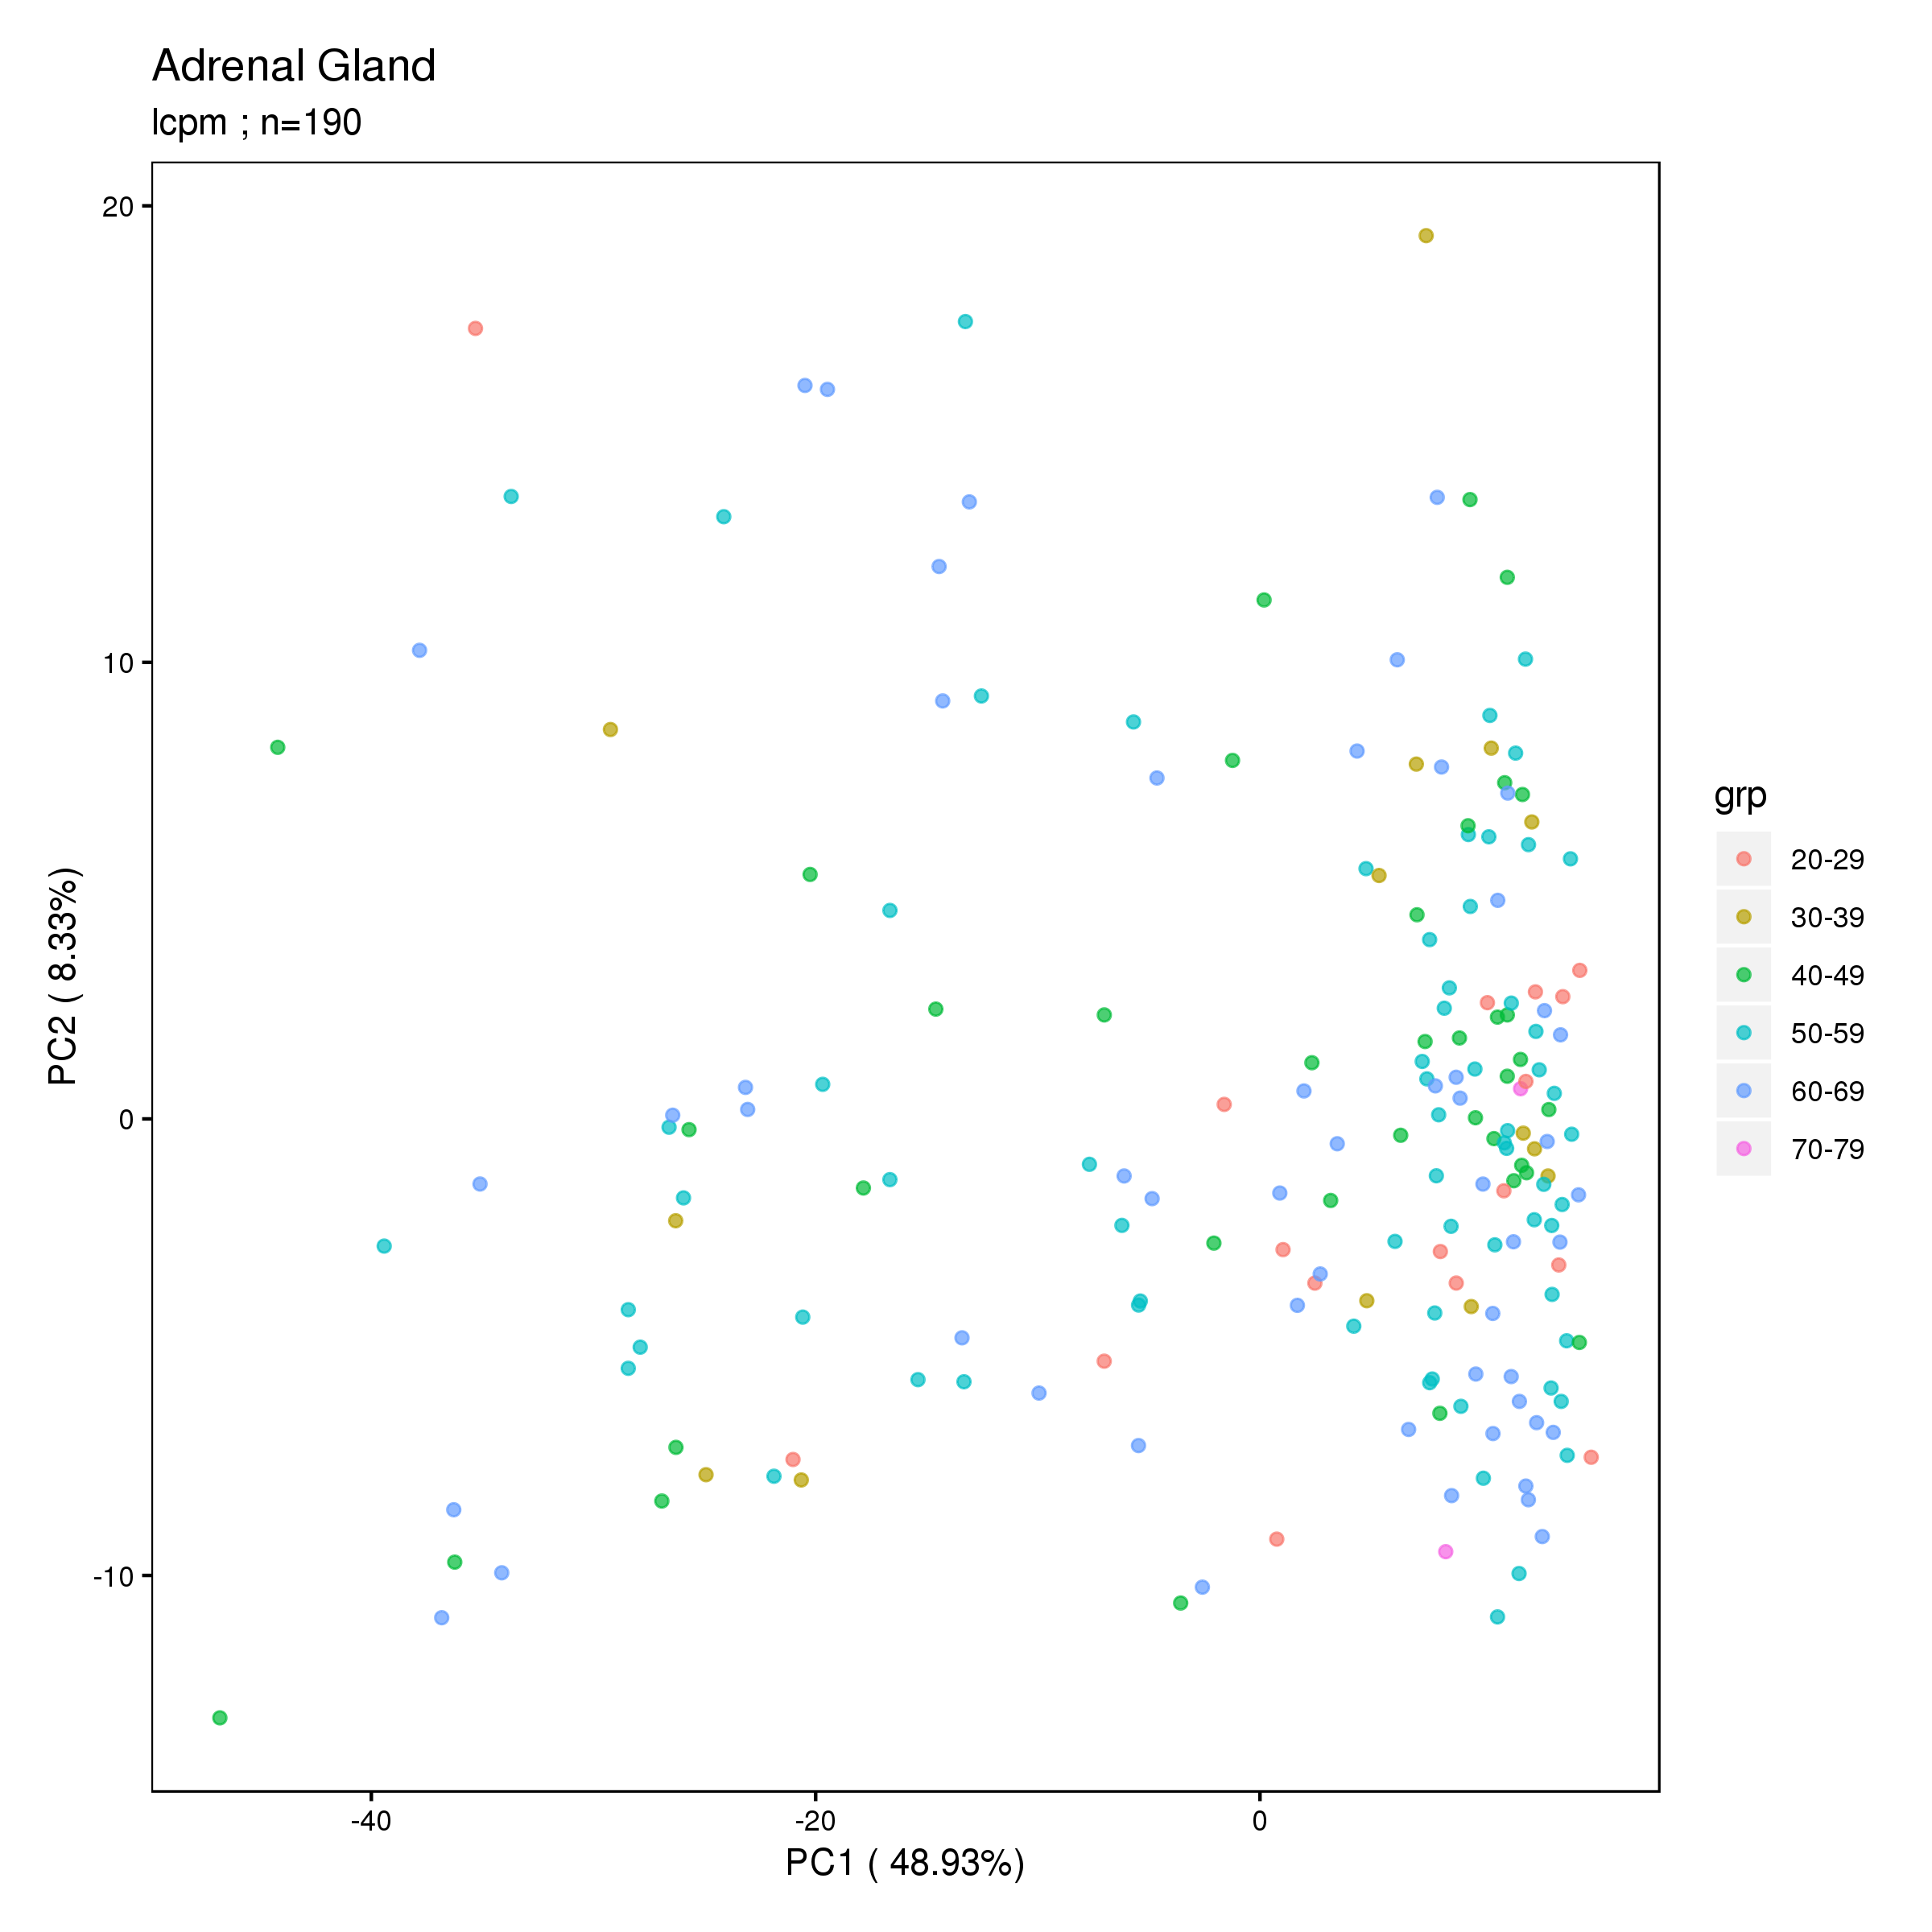 Adrenal Gland
lcpm ; n=190
20
10
0
-10
PC2 ( 8.33%)
-40
-20
0
PC1 ( 48.93%)
grp
20-29
30-39
40-49
50-59
60-69
70-79